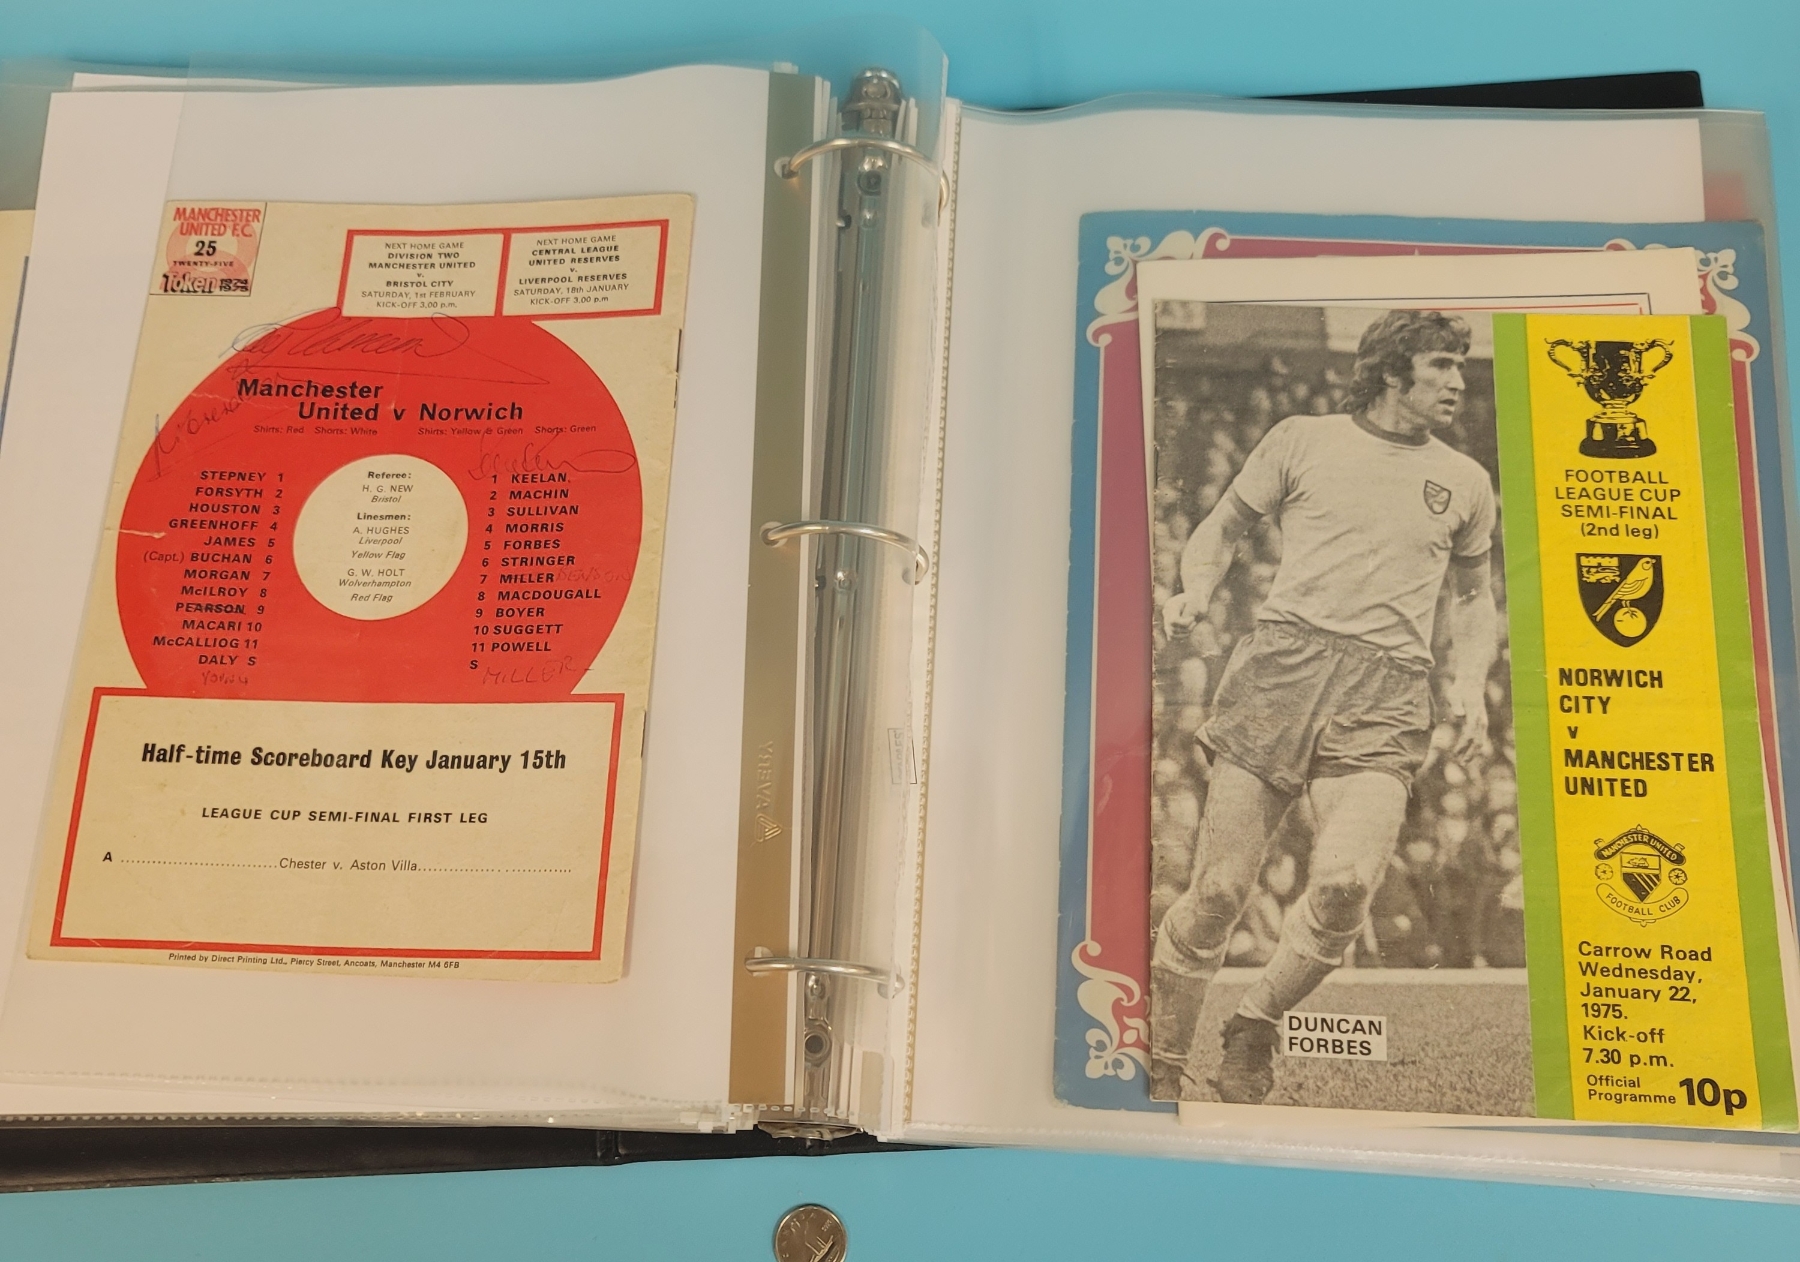 MANCHESTER
UNITED F.C.
25
TWENTY-FIVE
Token
NEXT HOME GAME
DIVISION TWO
MANCHESTER UNITED
v.
BRISTOL CITY
SATURDAY, 1st FEBRUARY
KICK-OFF 3.00 p.m.
NEXT HOME GAME
CENTRAL LEAGUE
UNITED RESERVES
v.
LIVERPOOL RESERVES
SATURDAY, 18th JANUARY
KICK-OFF 3.00 p.m
Manchester
United v Norwich
Shirts: Red Shorts: White
Shirts: Yellow & Green Shorts: Green
STEPNEY 1
FORSYTH 2
HOUSTON 3
GREENHOFF 4
JAMES 5
(Capt.) BUCHAN 6
MORGAN 7
McILROY 8
PEARSON 9
MACARI 10
McCALLIOG 11
DALY S
YOUNG
Referee:
H. G. NEW
Bristol
Linesmen:
A. HUGHES
Liverpool
Yellow Flag
G. W. HOLT
Wolverhampton
Red Flag
1 KEELAN
2 MACHIN
3 SULLIVAN
4 MORRIS
5 FORBES
6 STRINGER
7 MILLER
8 MACDOUGALL
9 BOYER
10 SUGGETT
11 POWELL
S MILLER
Half-time Scoreboard Key January 15th
LEAGUE CUP SEMI-FINAL FIRST LEG
A ............................Chester v. Aston Villa............................
Printed by Direct Printing Ltd., Piercy Street, Ancoats, Manchester M4 6FB
AVERY
FOOTBALL
LEAGUE CUP
SEMI-FINAL
(2nd leg)
NORWICH
CITY
v
MANCHESTER
UNITED
MANCHESTER UNITED
FOOTBALL CLUB
Carrow Road
Wednesday,
January 22,
1975.
Kick-off
7.30 p.m.
Official
Programme 10p
DUNCAN
FORBES